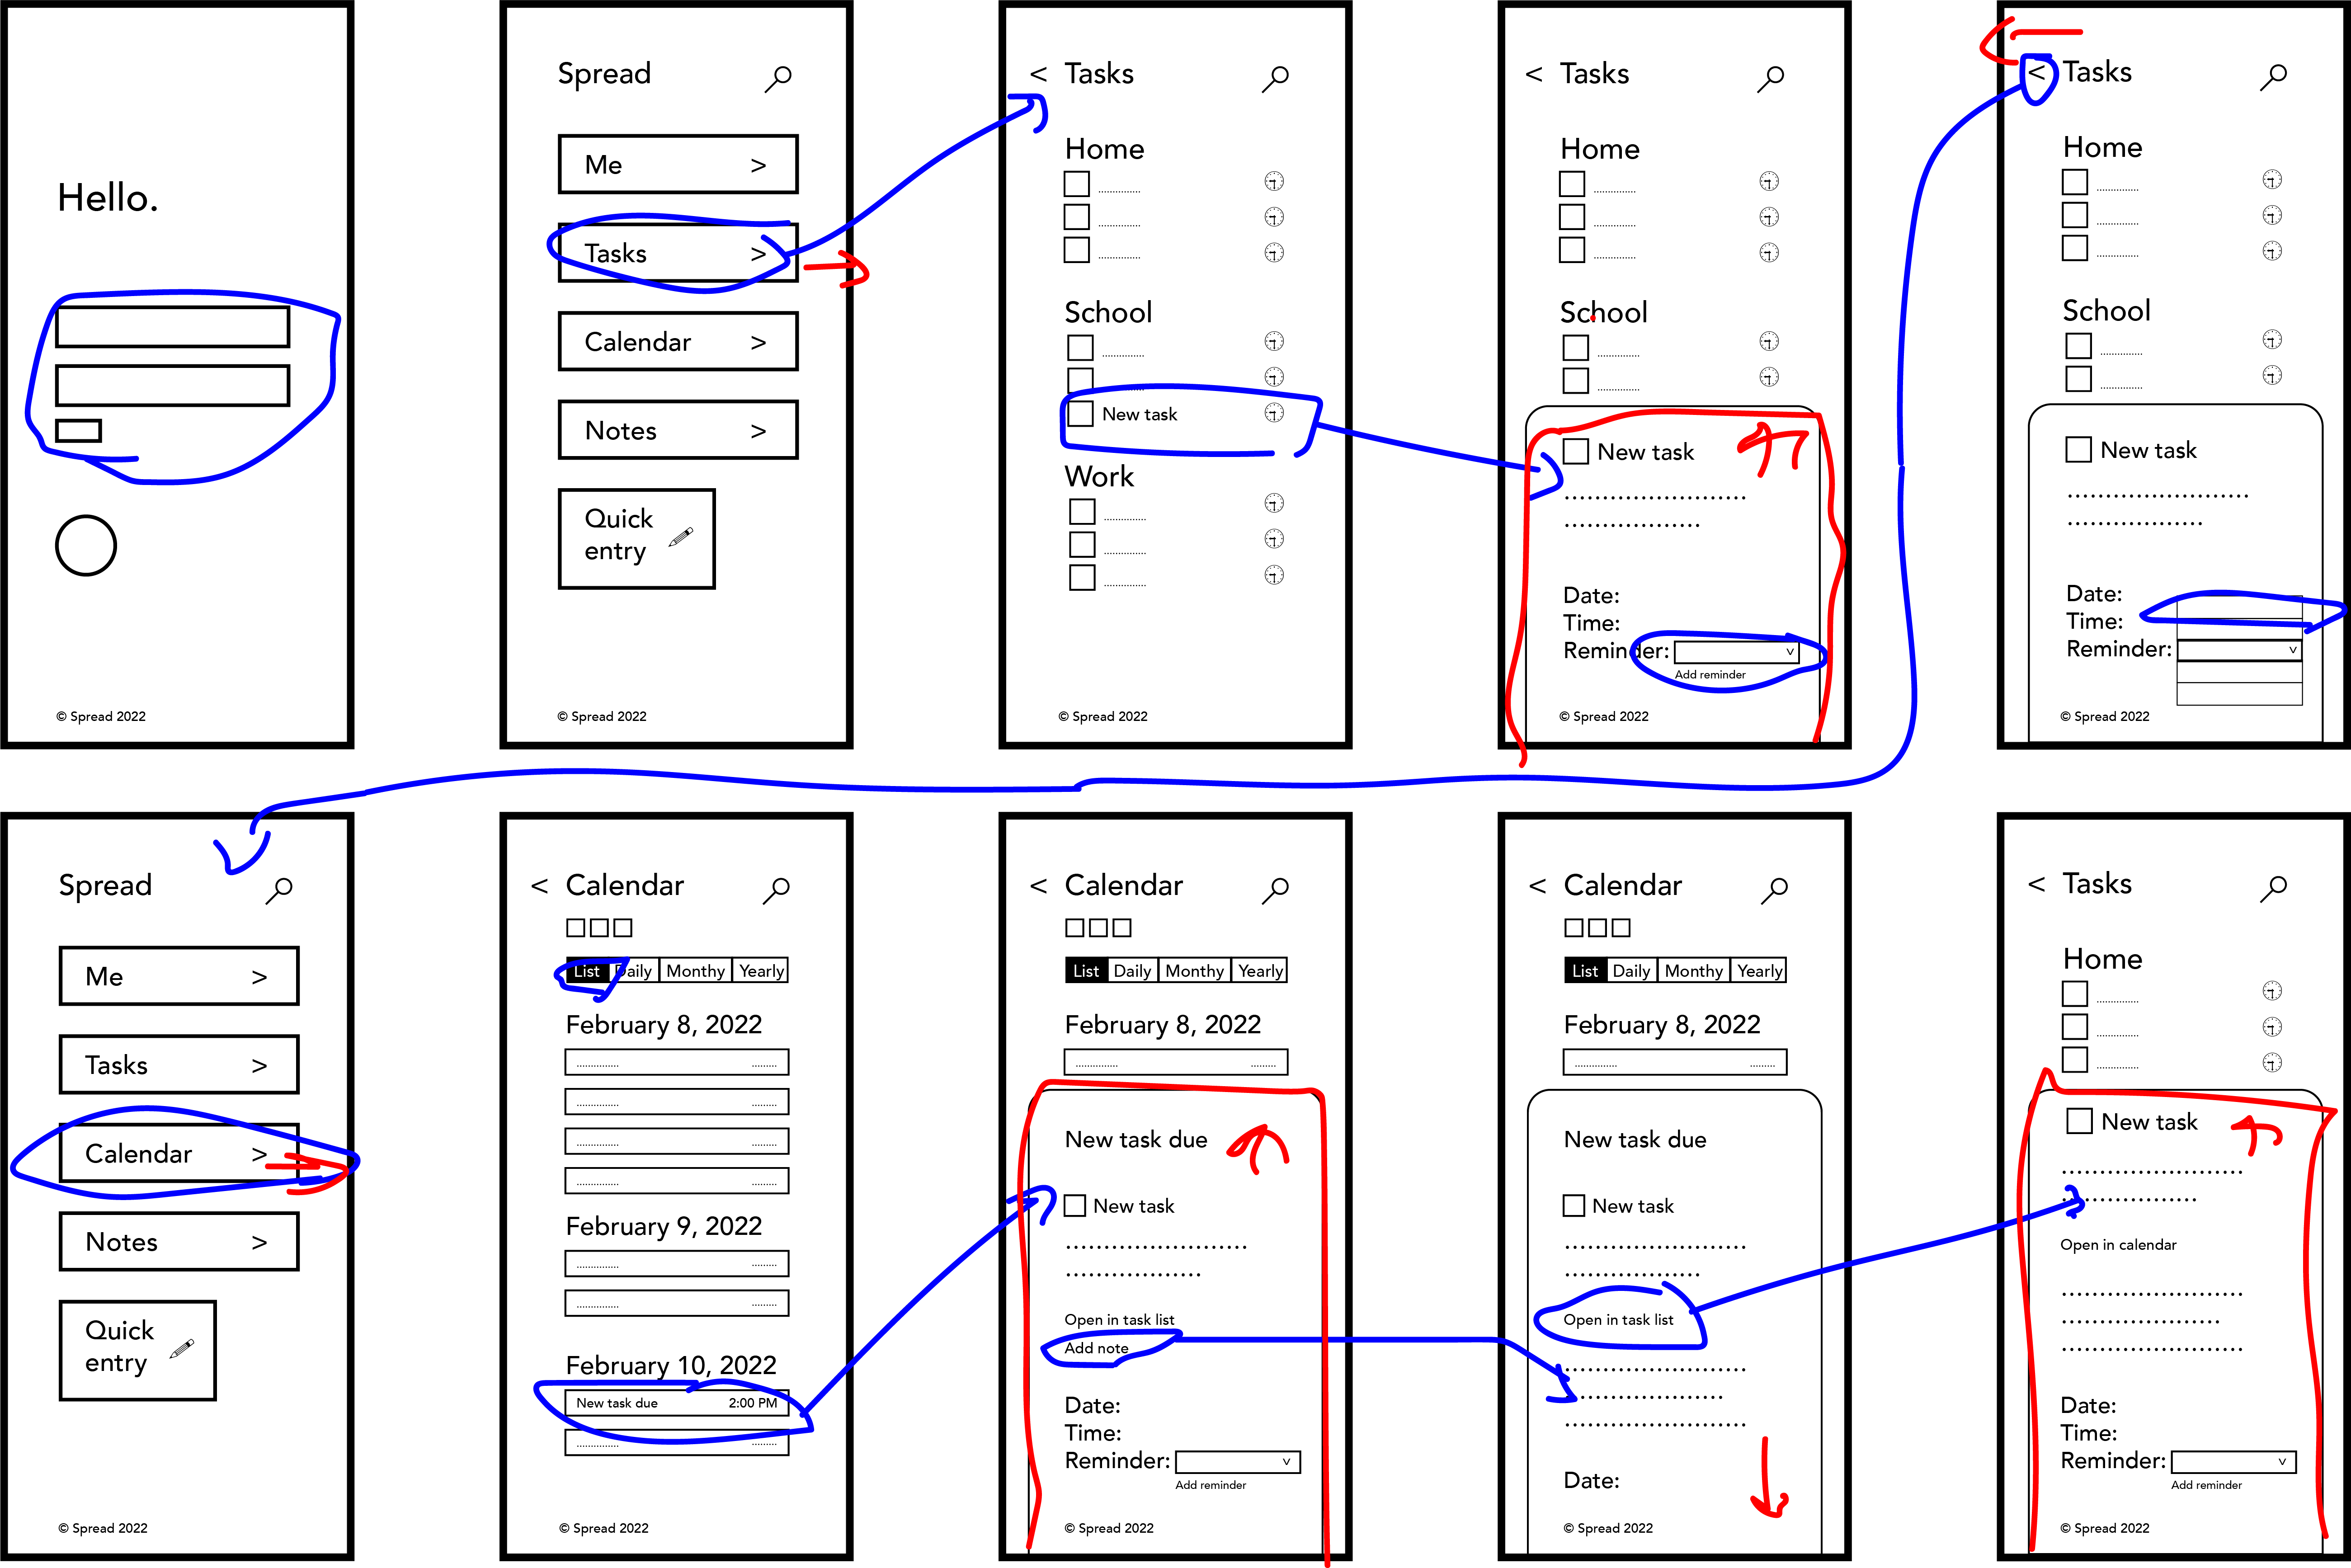 Hello.
Spread
Me >
Tasks >
Calendar >
Notes >
Quick
entry
© Spread 2022
< Tasks
Home
School
New task
Work
© Spread 2022
< Tasks
Home
School
New task
Date:
Time:
Reminder: v
Add reminder
© Spread 2022
< Tasks
Home
School
New task
Date:
Time:
Reminder: v
© Spread 2022
© Spread 2022
Spread
Me >
Tasks >
Calendar >
Notes >
Quick
entry
© Spread 2022
< Calendar
List Daily Monthy Yearly
February 8, 2022
February 9, 2022
February 10, 2022
New task due 2:00 PM
© Spread 2022
< Calendar
List Daily Monthy Yearly
February 8, 2022
New task due
New task
Open in task list
Add note
Date:
Time:
Reminder: v
Add reminder
© Spread 2022
< Calendar
List Daily Monthy Yearly
February 8, 2022
New task due
New task
Open in task list
Date:
© Spread 2022
< Tasks
Home
New task
Open in calendar
Date:
Time:
Reminder: v
Add reminder
© Spread 2022